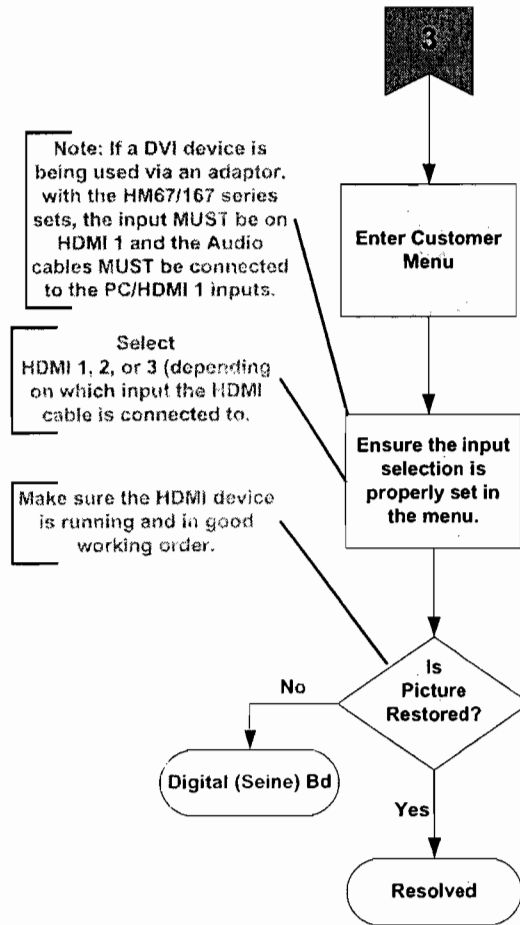 3
Note: If a DVI device is
being used via an adaptor,
with the HM67/167 series
sets, the input MUST be on
HDMI 1 and the Audio
cables MUST be connected
to the PC/HDMI 1 inputs.
Enter Customer
Menu
Select
HDMI 1, 2, or 3 (depending
on which input the HDMI
cable is connected to.
Ensure the input
selection is
properly set in
the menu.
Make sure the HDMI device
is running and in good
working order.
Is
Picture
Restored?
No
Digital (Seine) Bd
Yes
Resolved